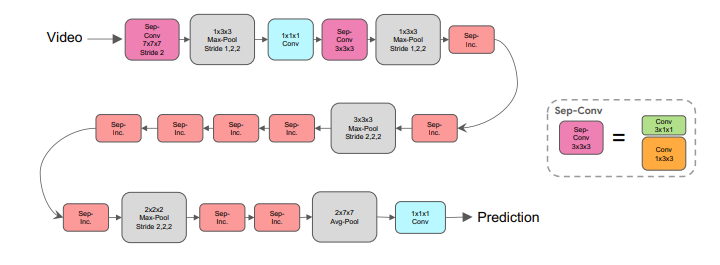 Video
Sep-
Conv
7x7x7
Stride 2
1x3x3
Max-Pool
Stride 1,2,2
1x1x1
Conv
Sep-
Conv
3x3x3
1x3x3
Max-Pool
Stride 1,2,2
Sep-
Inc.
Sep-
Inc.
Sep-
Inc.
Sep-
Inc.
Sep-
Inc.
3x3x3
Max-Pool
Stride 2,2,2
Sep-
Inc.
Sep-Conv
Sep-
Conv
3x3x3
=
Conv
3x1x1
Conv
1x3x3
Sep-
Inc.
2x2x2
Max-Pool
Stride 2,2,2
Sep-
Inc.
Sep-
Inc.
2x7x7
Avg-Pool
1x1x1
Conv
Prediction